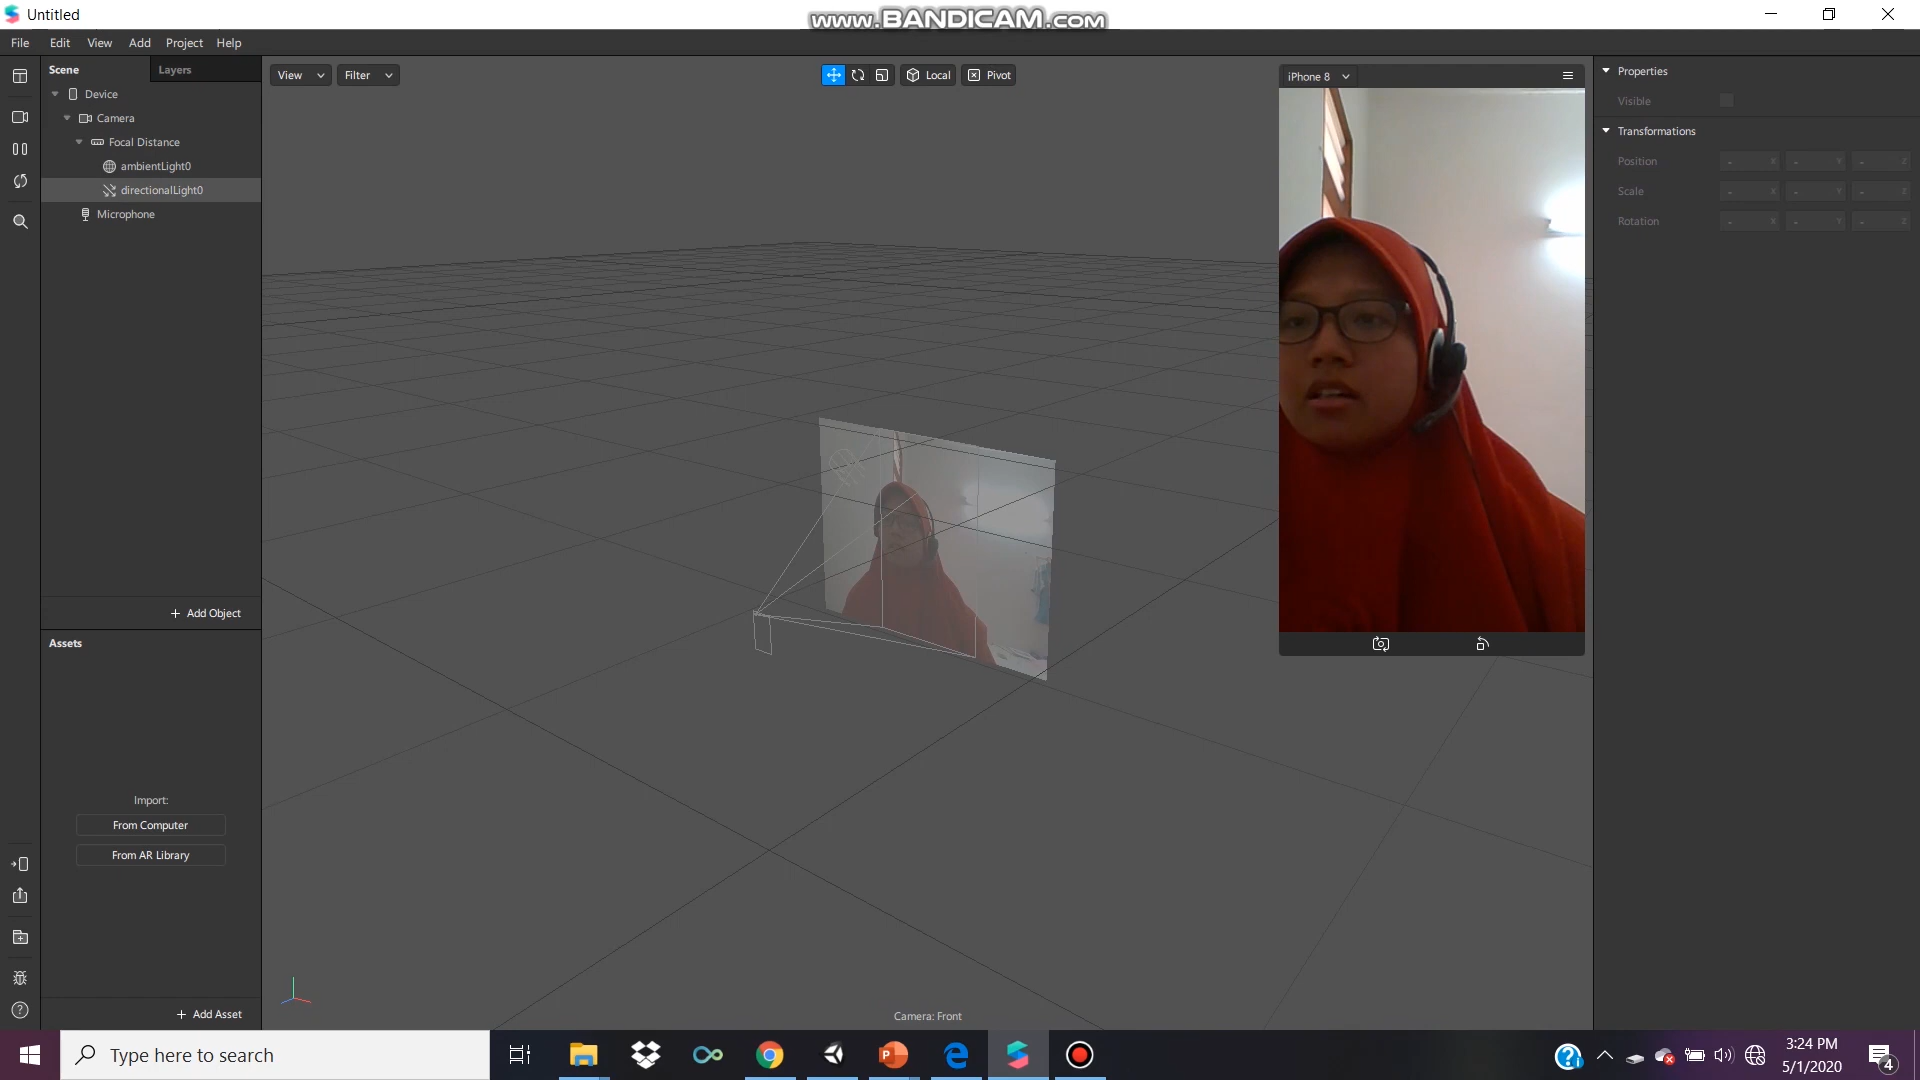 Untitled
www.BANDICAM.com
File Edit View Add Project Help
Scene Layers
View Filter Local Pivot
iPhone 8
Properties
Device
Visible
Camera
Focal Distance
Transformations
ambientLight0
Position - X - Y - Z
directionalLight0
Scale - X - Y - Z
Microphone
Rotation - X - Y - Z
+ Add Object
Assets
Import:
From Computer
From AR Library
+ Add Asset
Camera: Front
Type here to search
3:24 PM
5/1/2020
4